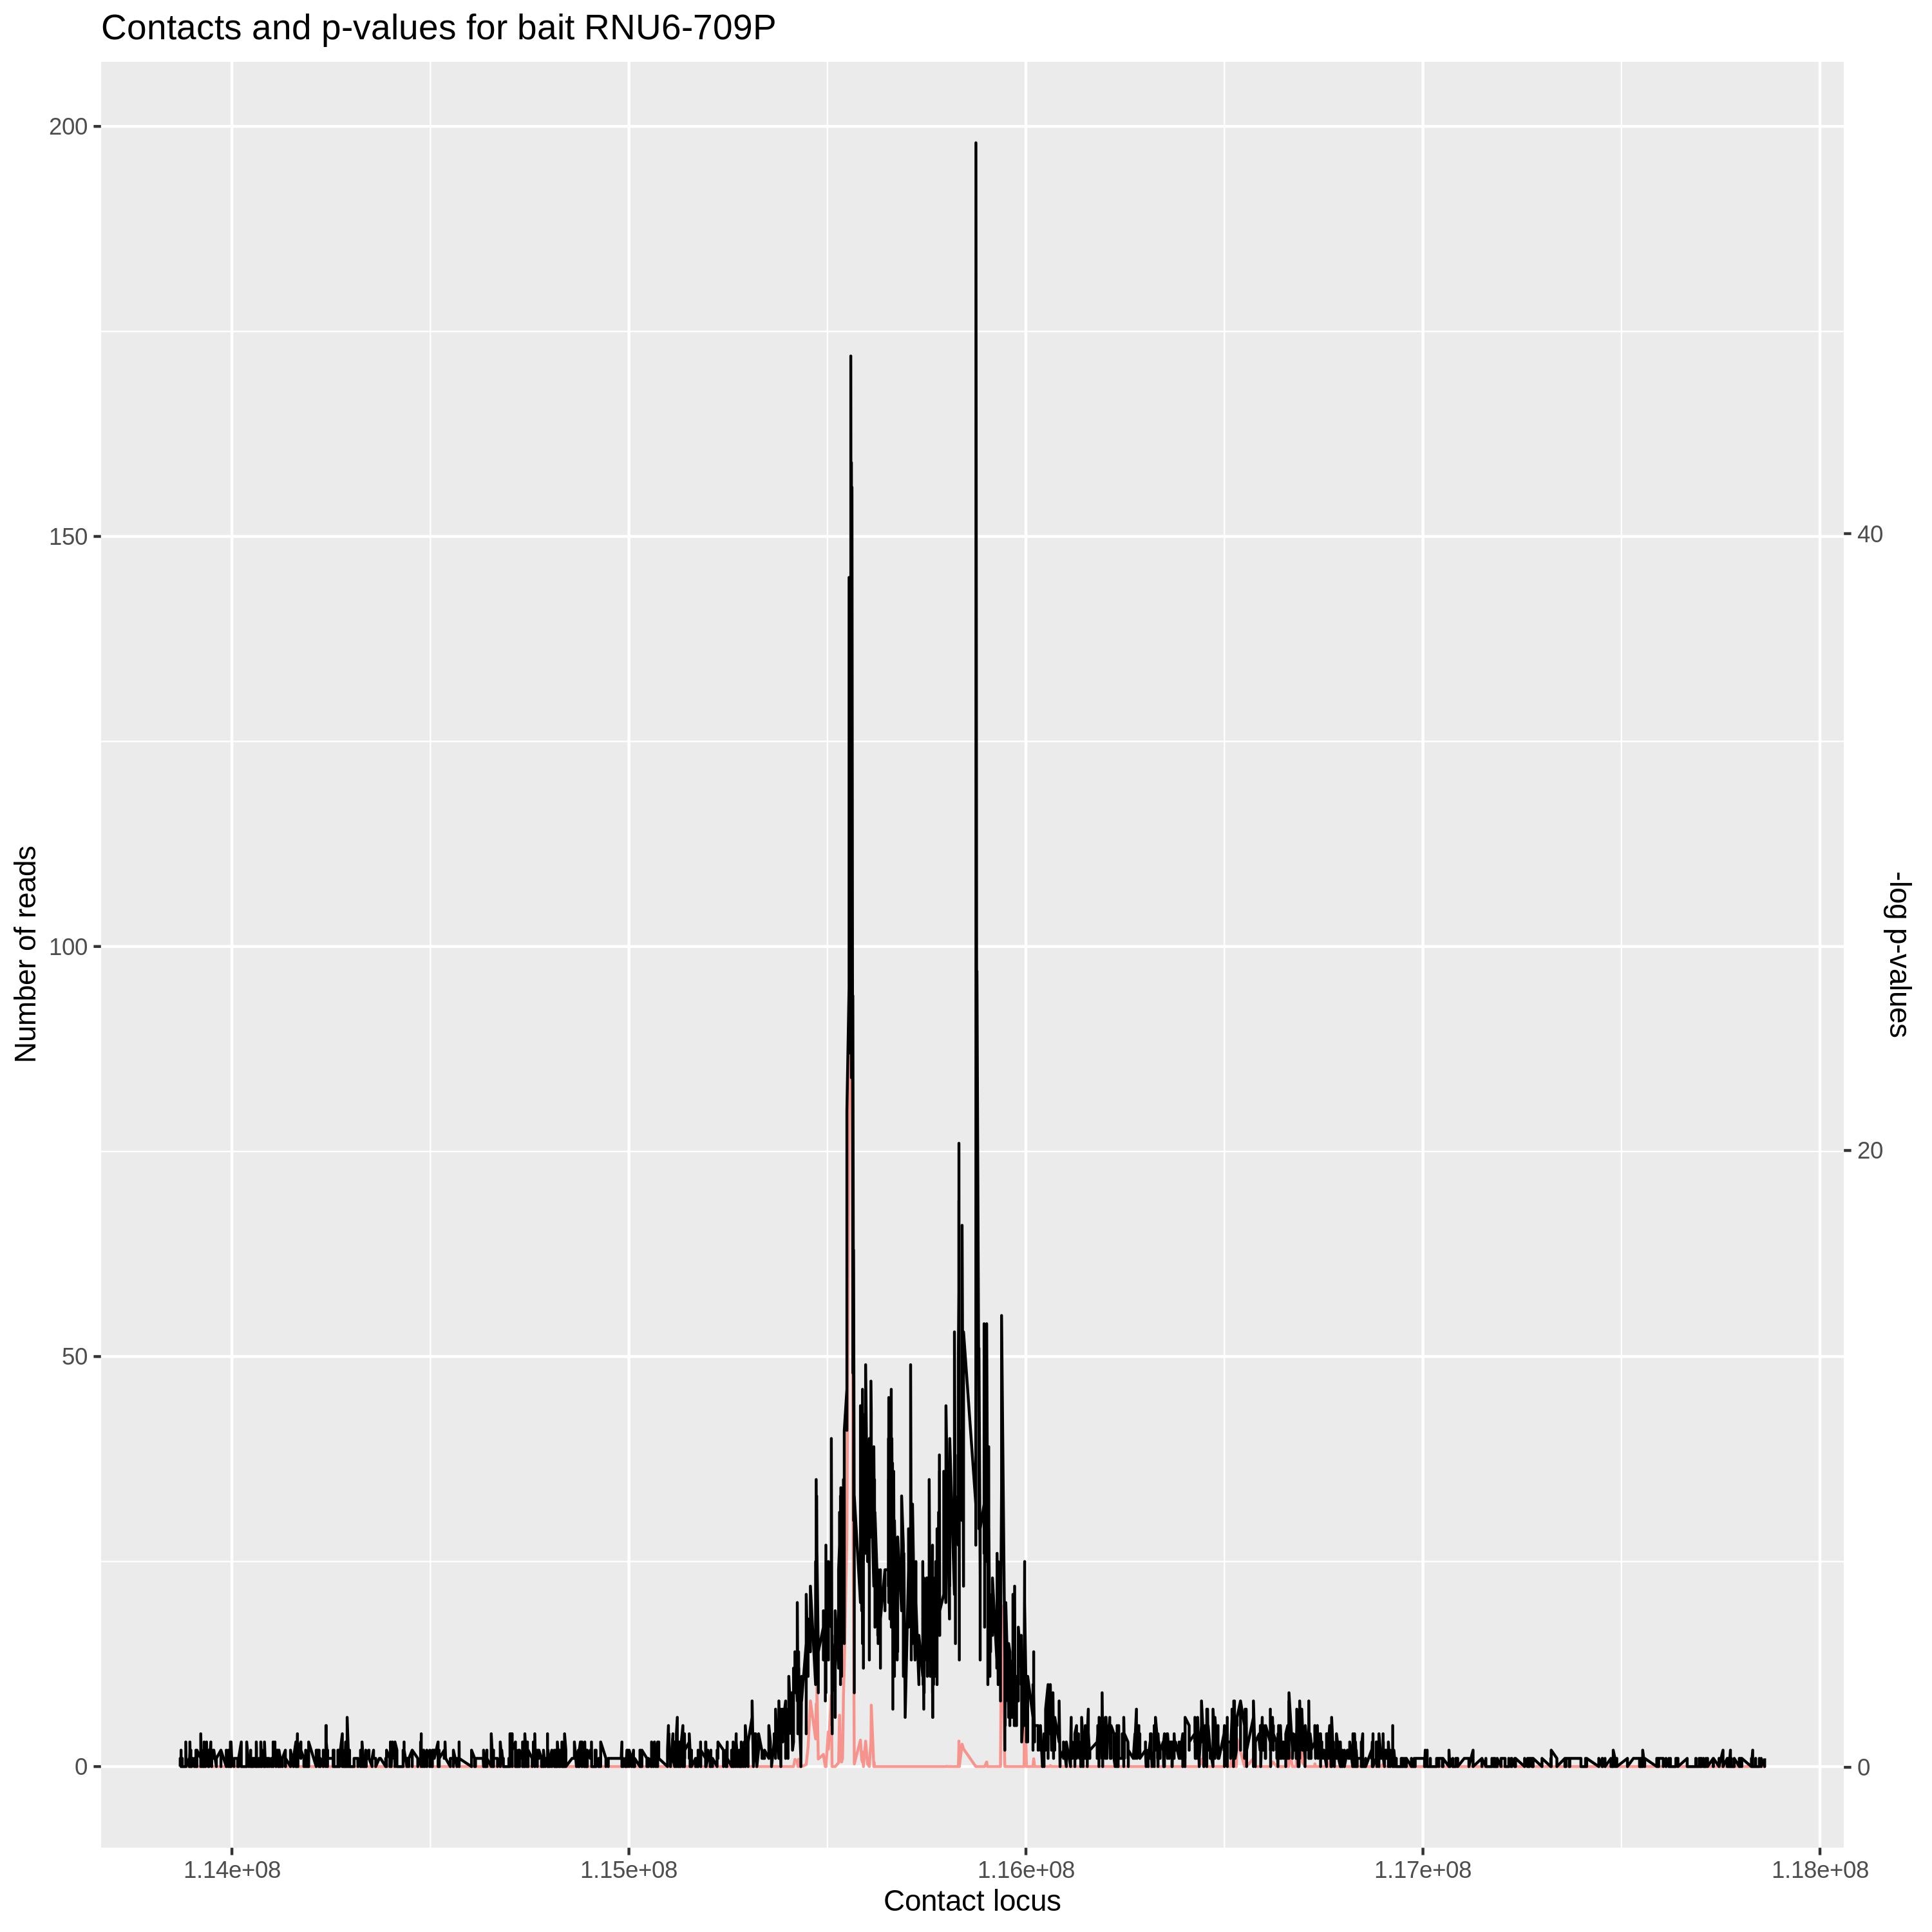 Contacts and p-values for bait RNU6-709P
200
150
100
50
0
Number of reads
40
20
0
-log p-values
1.14e+08
1.15e+08
1.16e+08
1.17e+08
1.18e+08
Contact locus